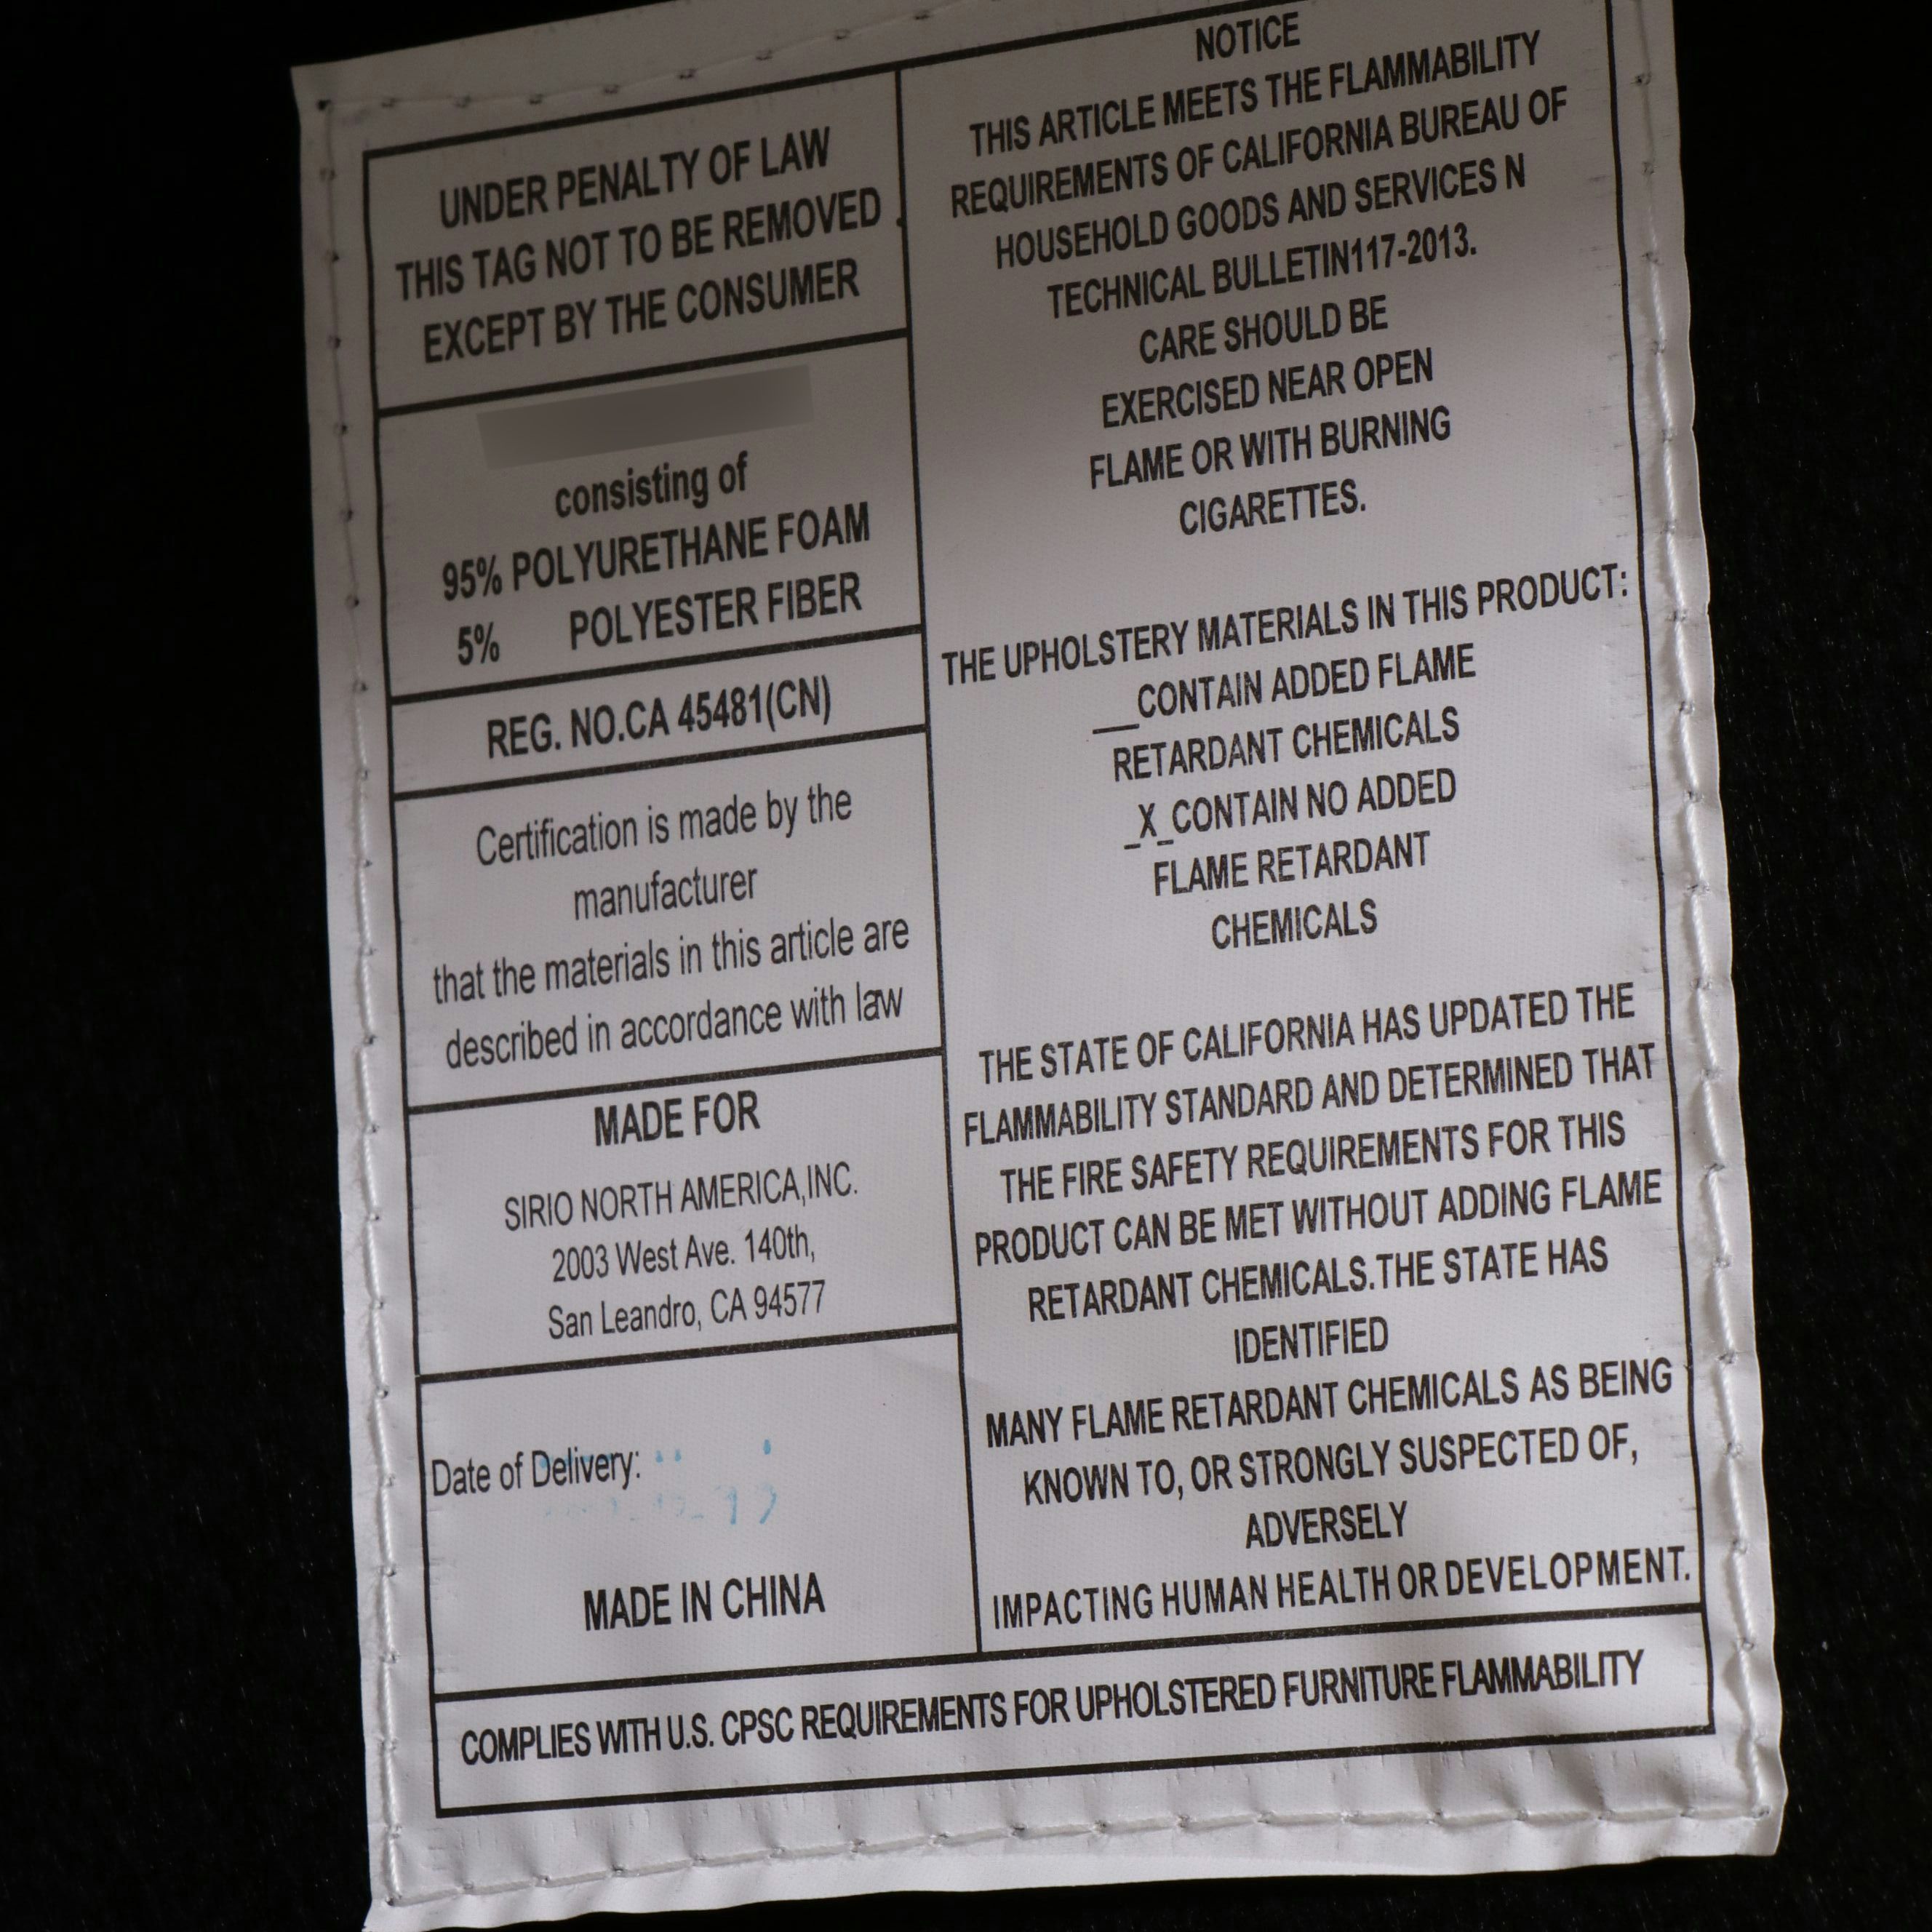 UNDER PENALTY OF LAW
THIS TAG NOT TO BE REMOVED
EXCEPT BY THE CONSUMER
consisting of
95% POLYURETHANE FOAM
5% POLYESTER FIBER
REG. NO.CA 45481(CN)
Certification is made by the
manufacturer
that the materials in this article are
described in accordance with law
MADE FOR
SIRIO NORTH AMERICA,INC.
2003 West Ave. 140th,
San Leandro, CA 94577
Date of Delivery:
MADE IN CHINA
NOTICE
THIS ARTICLE MEETS THE FLAMMABILITY
REQUIREMENTS OF CALIFORNIA BUREAU OF
HOUSEHOLD GOODS AND SERVICES N
TECHNICAL BULLETIN117-2013.
CARE SHOULD BE
EXERCISED NEAR OPEN
FLAME OR WITH BURNING
CIGARETTES.
THE UPHOLSTERY MATERIALS IN THIS PRODUCT:
__CONTAIN ADDED FLAME
RETARDANT CHEMICALS
_X_CONTAIN NO ADDED
FLAME RETARDANT
CHEMICALS
THE STATE OF CALIFORNIA HAS UPDATED THE
FLAMMABILITY STANDARD AND DETERMINED THAT
THE FIRE SAFETY REQUIREMENTS FOR THIS
PRODUCT CAN BE MET WITHOUT ADDING FLAME
RETARDANT CHEMICALS.THE STATE HAS
IDENTIFIED
MANY FLAME RETARDANT CHEMICALS AS BEING
KNOWN TO, OR STRONGLY SUSPECTED OF,
ADVERSELY
IMPACTING HUMAN HEALTH OR DEVELOPMENT.
COMPLIES WITH U.S. CPSC REQUIREMENTS FOR UPHOLSTERED FURNITURE FLAMMABILITY